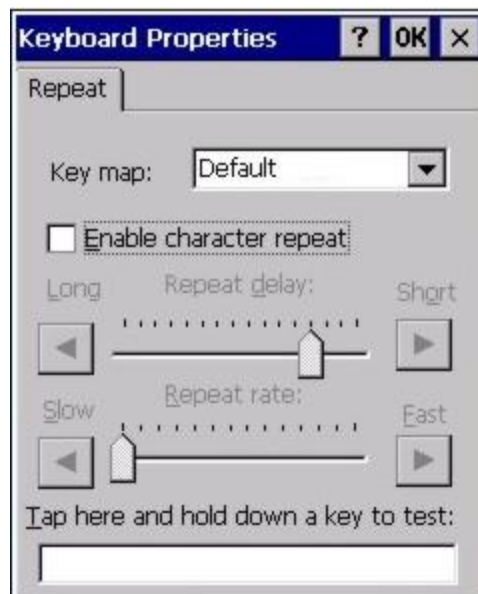 Keyboard Properties ? OK ×
Repeat
Key map: Default
Enable character repeat
Long Repeat delay: Short
Slow Repeat rate: Fast
Tap here and hold down a key to test: